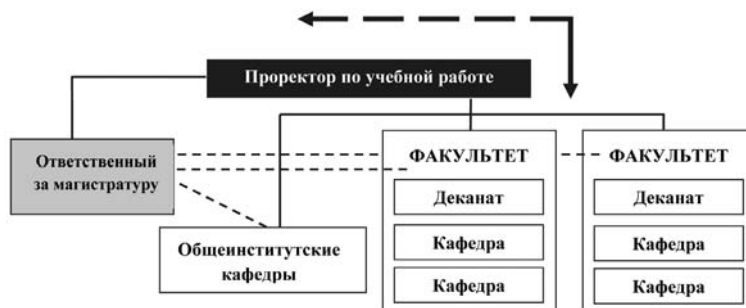 Проректор по учебной работе
Ответственный
за магистратуру
Общеинститутские
кафедры
ФАКУЛЬТЕТ
Деканат
Кафедра
Кафедра
ФАКУЛЬТЕТ
Деканат
Кафедра
Кафедра